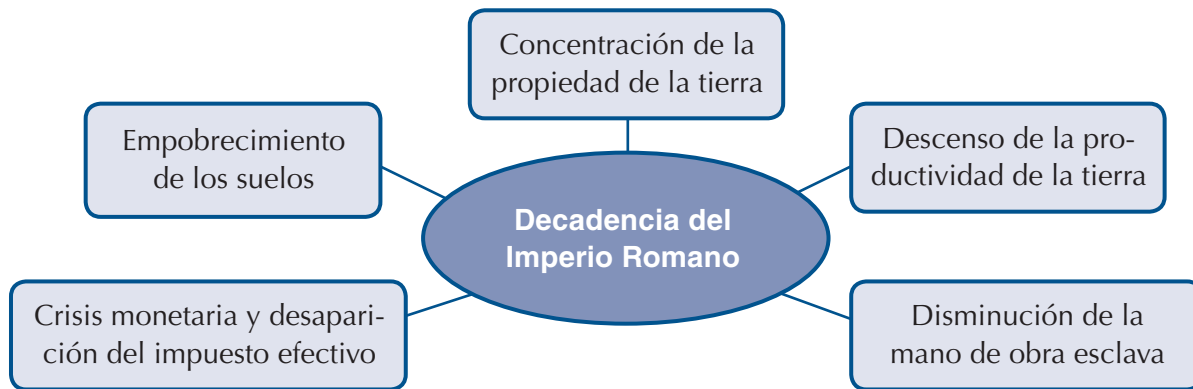 Concentración de la
propiedad de la tierra
Empobrecimiento
de los suelos
Descenso de la pro-
ductividad de la tierra
Decadencia del
Imperio Romano
Crisis monetaria y desapari-
ción del impuesto efectivo
Disminución de la
mano de obra esclava